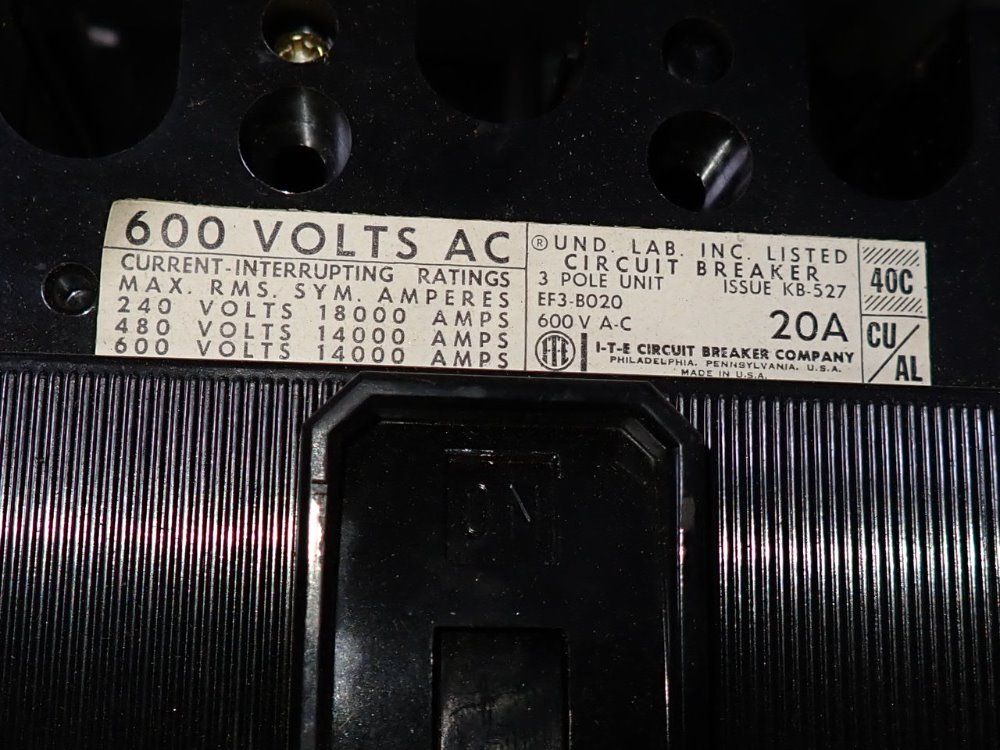 600 VOLTS AC
CURRENT-INTERRUPTING RATINGS
MAX. RMS. SYM. AMPERES
240 VOLTS 18000 AMPS
480 VOLTS 14000 AMPS
600 VOLTS 14000 AMPS
® UND. LAB. INC. LISTED
CIRCUIT BREAKER
3 POLE UNIT ISSUE KB-527
EF3-B020
600 V A-C 20A
ITE I-T-E CIRCUIT BREAKER COMPANY
PHILADELPHIA, PENNSYLVANIA, U.S.A.
MADE IN U.S.A.
40C
CU/AL
ON